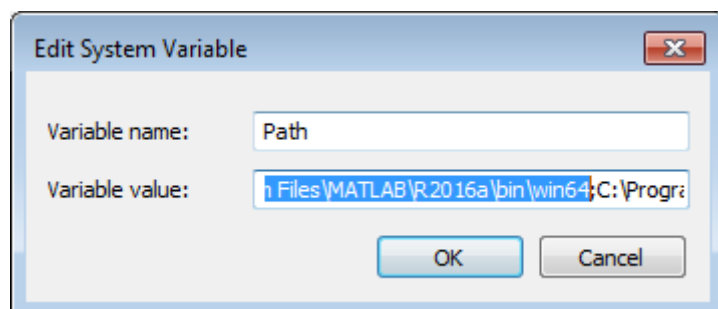 Edit System Variable
Variable name: Path
Variable value: n Files\MATLAB\R2016a\bin\win64;C:\Progra
OK Cancel